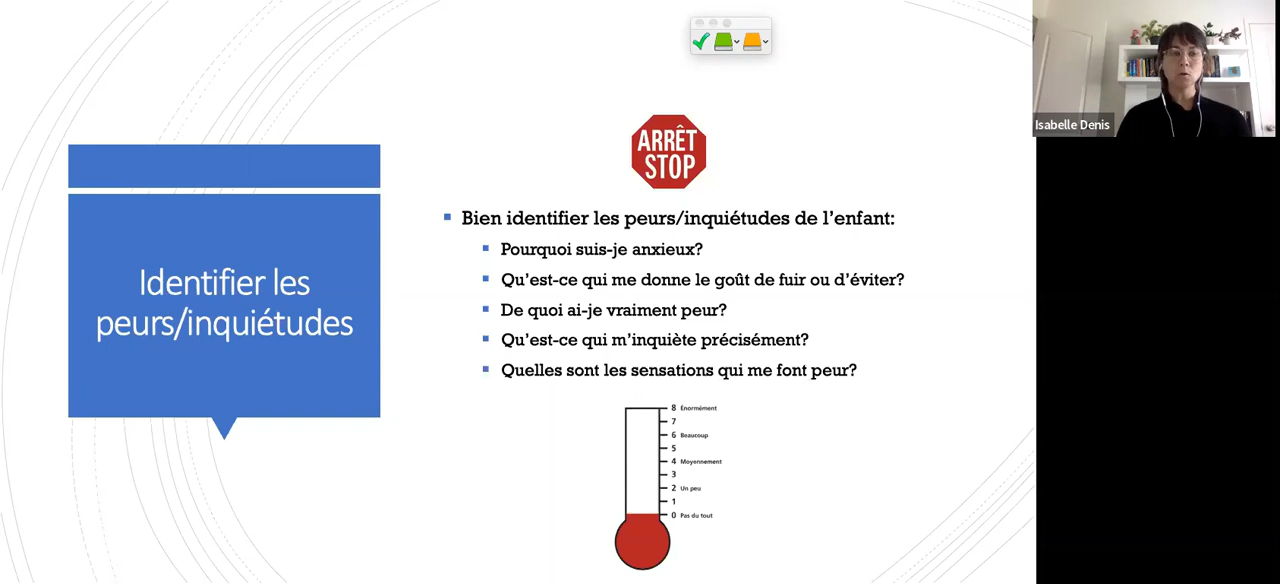 Isabelle Denis
ARRÊT
STOP
Identifier les
peurs/inquiétudes
Bien identifier les peurs/inquiétudes de l'enfant:
Pourquoi suis-je anxieux?
Qu'est-ce qui me donne le goût de fuir ou d'éviter?
De quoi ai-je vraiment peur?
Qu'est-ce qui m'inquiète précisément?
Quelles sont les sensations qui me font peur?
8 Énormément
7
6 Beaucoup
5
4 Moyennement
3
2 Un peu
1
0 Pas du tout